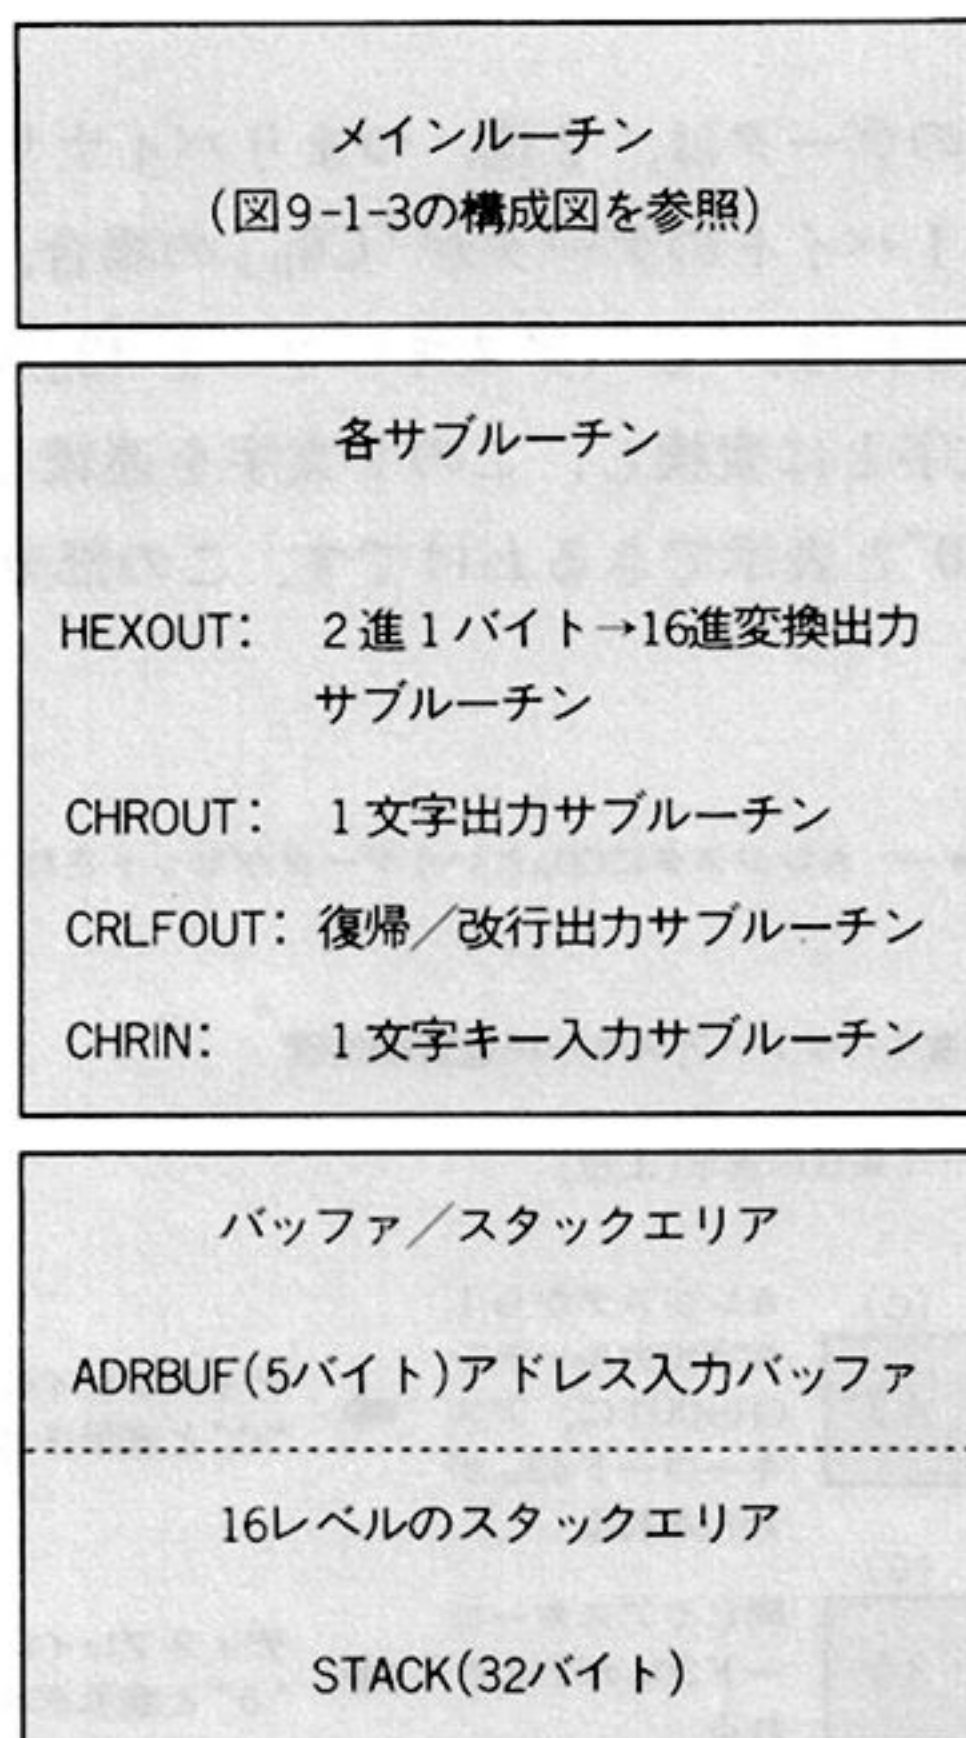 メインルーチン
(図9-1-3の構成図を参照)
各サブルーチン
HEXOUT: 2進1バイト→16進変換出力
サブルーチン
CHROUT: 1文字出力サブルーチン
CRLFOUT: 復帰/改行出力サブルーチン
CHRIN: 1文字キー入力サブルーチン
バッファ/スタックエリア
ADRBUF(5バイト)アドレス入力バッファ
16レベルのスタックエリア
STACK(32バイト)